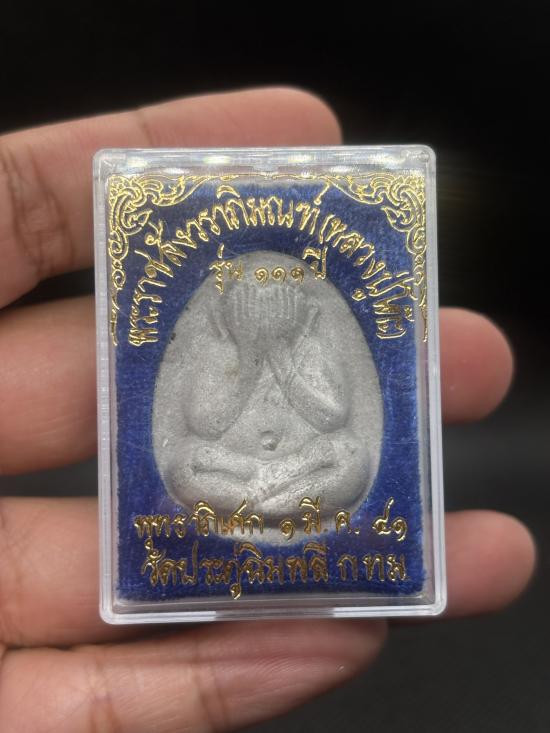 พระราชสังวราภิมณฑ์ (หลวงปู่โต๊ะ)
รุ่น ๑๑๑ ปี
พุทธาภิเศก ๑ มี.ค. ๔๑
วัดประดู่ฉิมพลี กทม.